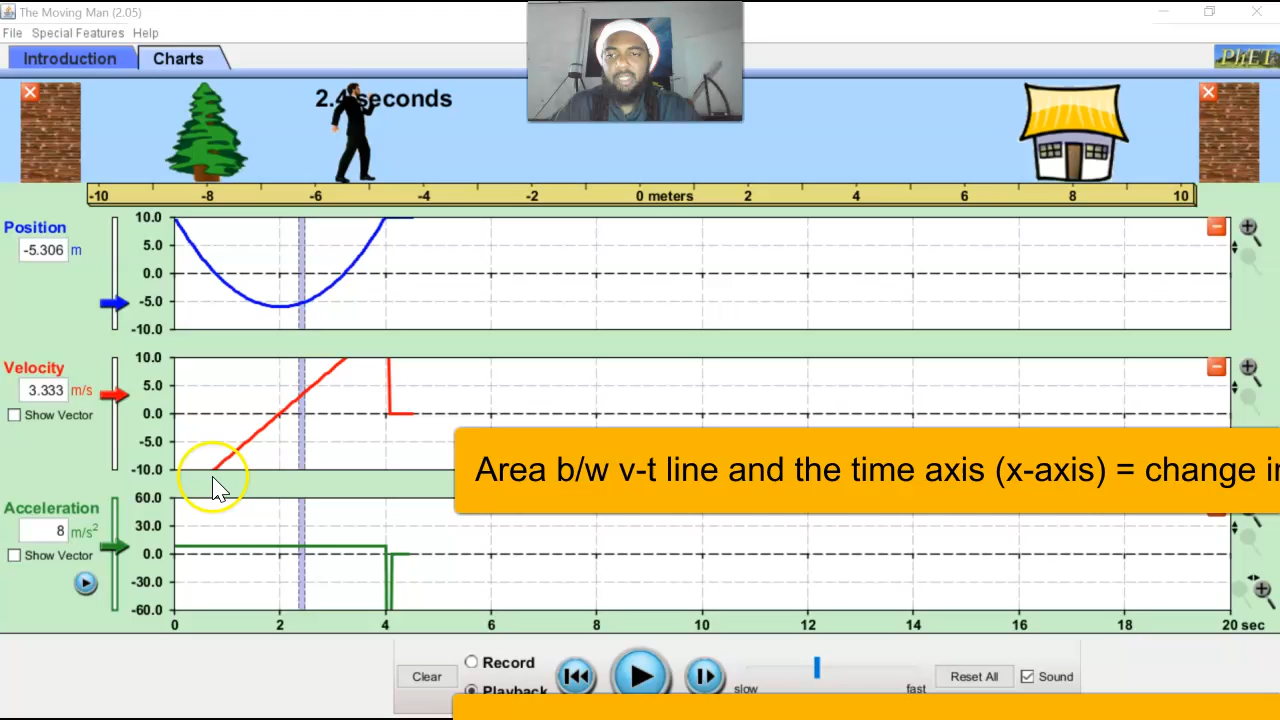 The Moving Man (2.05)
File Special Features Help
Introduction Charts
PhET
2.4 seconds
-10 -8 -6 -4 -2 0 meters 2 4 6 8 10
Position
-5.306 m
10.0
5.0
0.0
-5.0
-10.0
Velocity
3.333 m/s
Show Vector
10.0
5.0
0.0
-5.0
-10.0
Area b/w v-t line and the time axis (x-axis) = change in
Acceleration
8 m/s²
Show Vector
60.0
30.0
0.0
-30.0
-60.0
0 2 4 6 8 10 12 14 16 18 20 sec
Clear
Record
Playback
slow fast
Reset All
Sound